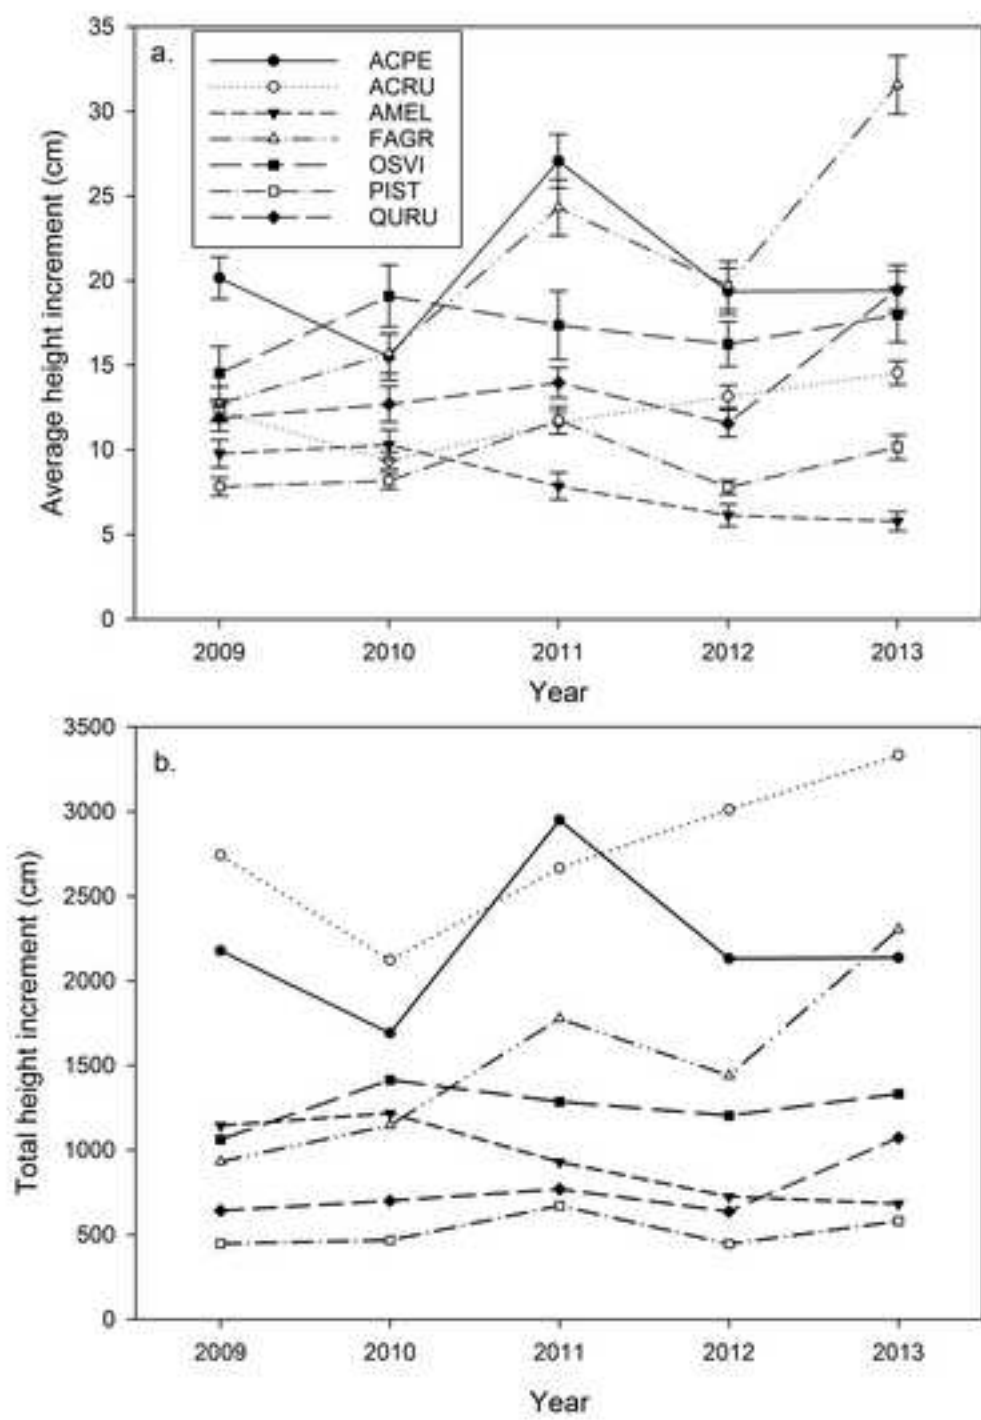 35
30
25
20
15
10
5
0
a.
ACPE
ACRU
AMEL
FAGR
OSVI
PIST
QURU
Average height increment (cm)
2009 2010 2011 2012 2013
Year
3500
3000
2500
2000
1500
1000
500
0
b.
Total height increment (cm)
2009 2010 2011 2012 2013
Year